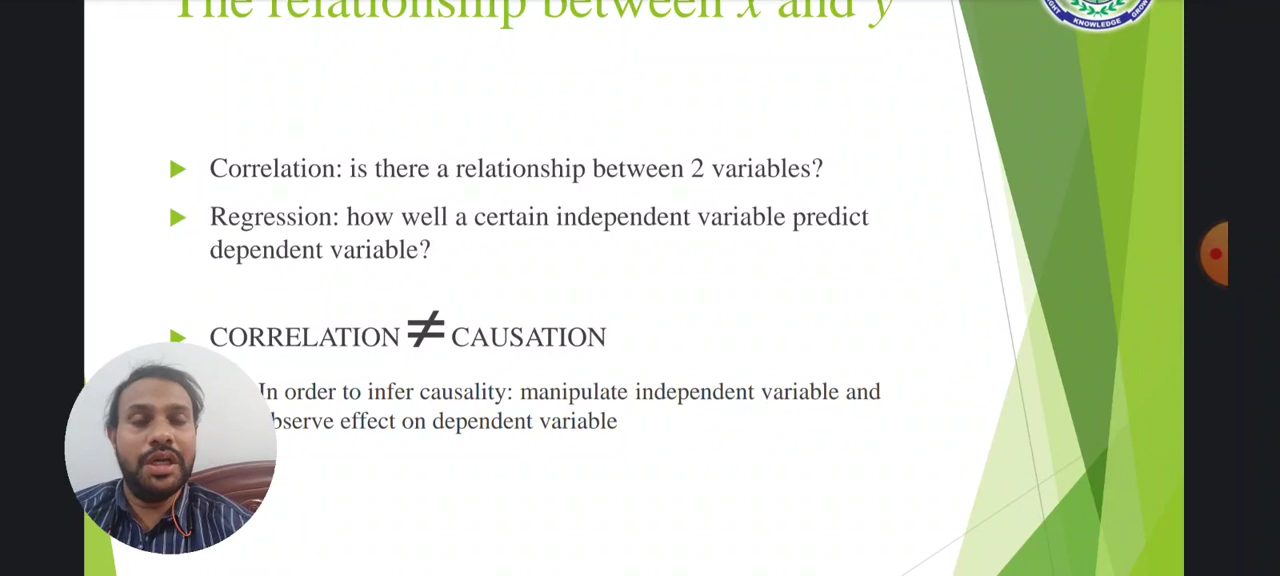 The relationship between x and y
KNOWLEDGE
Correlation: is there a relationship between 2 variables?
Regression: how well a certain independent variable predict
dependent variable?
CORRELATION ≠ CAUSATION
In order to infer causality: manipulate independent variable and
bserve effect on dependent variable